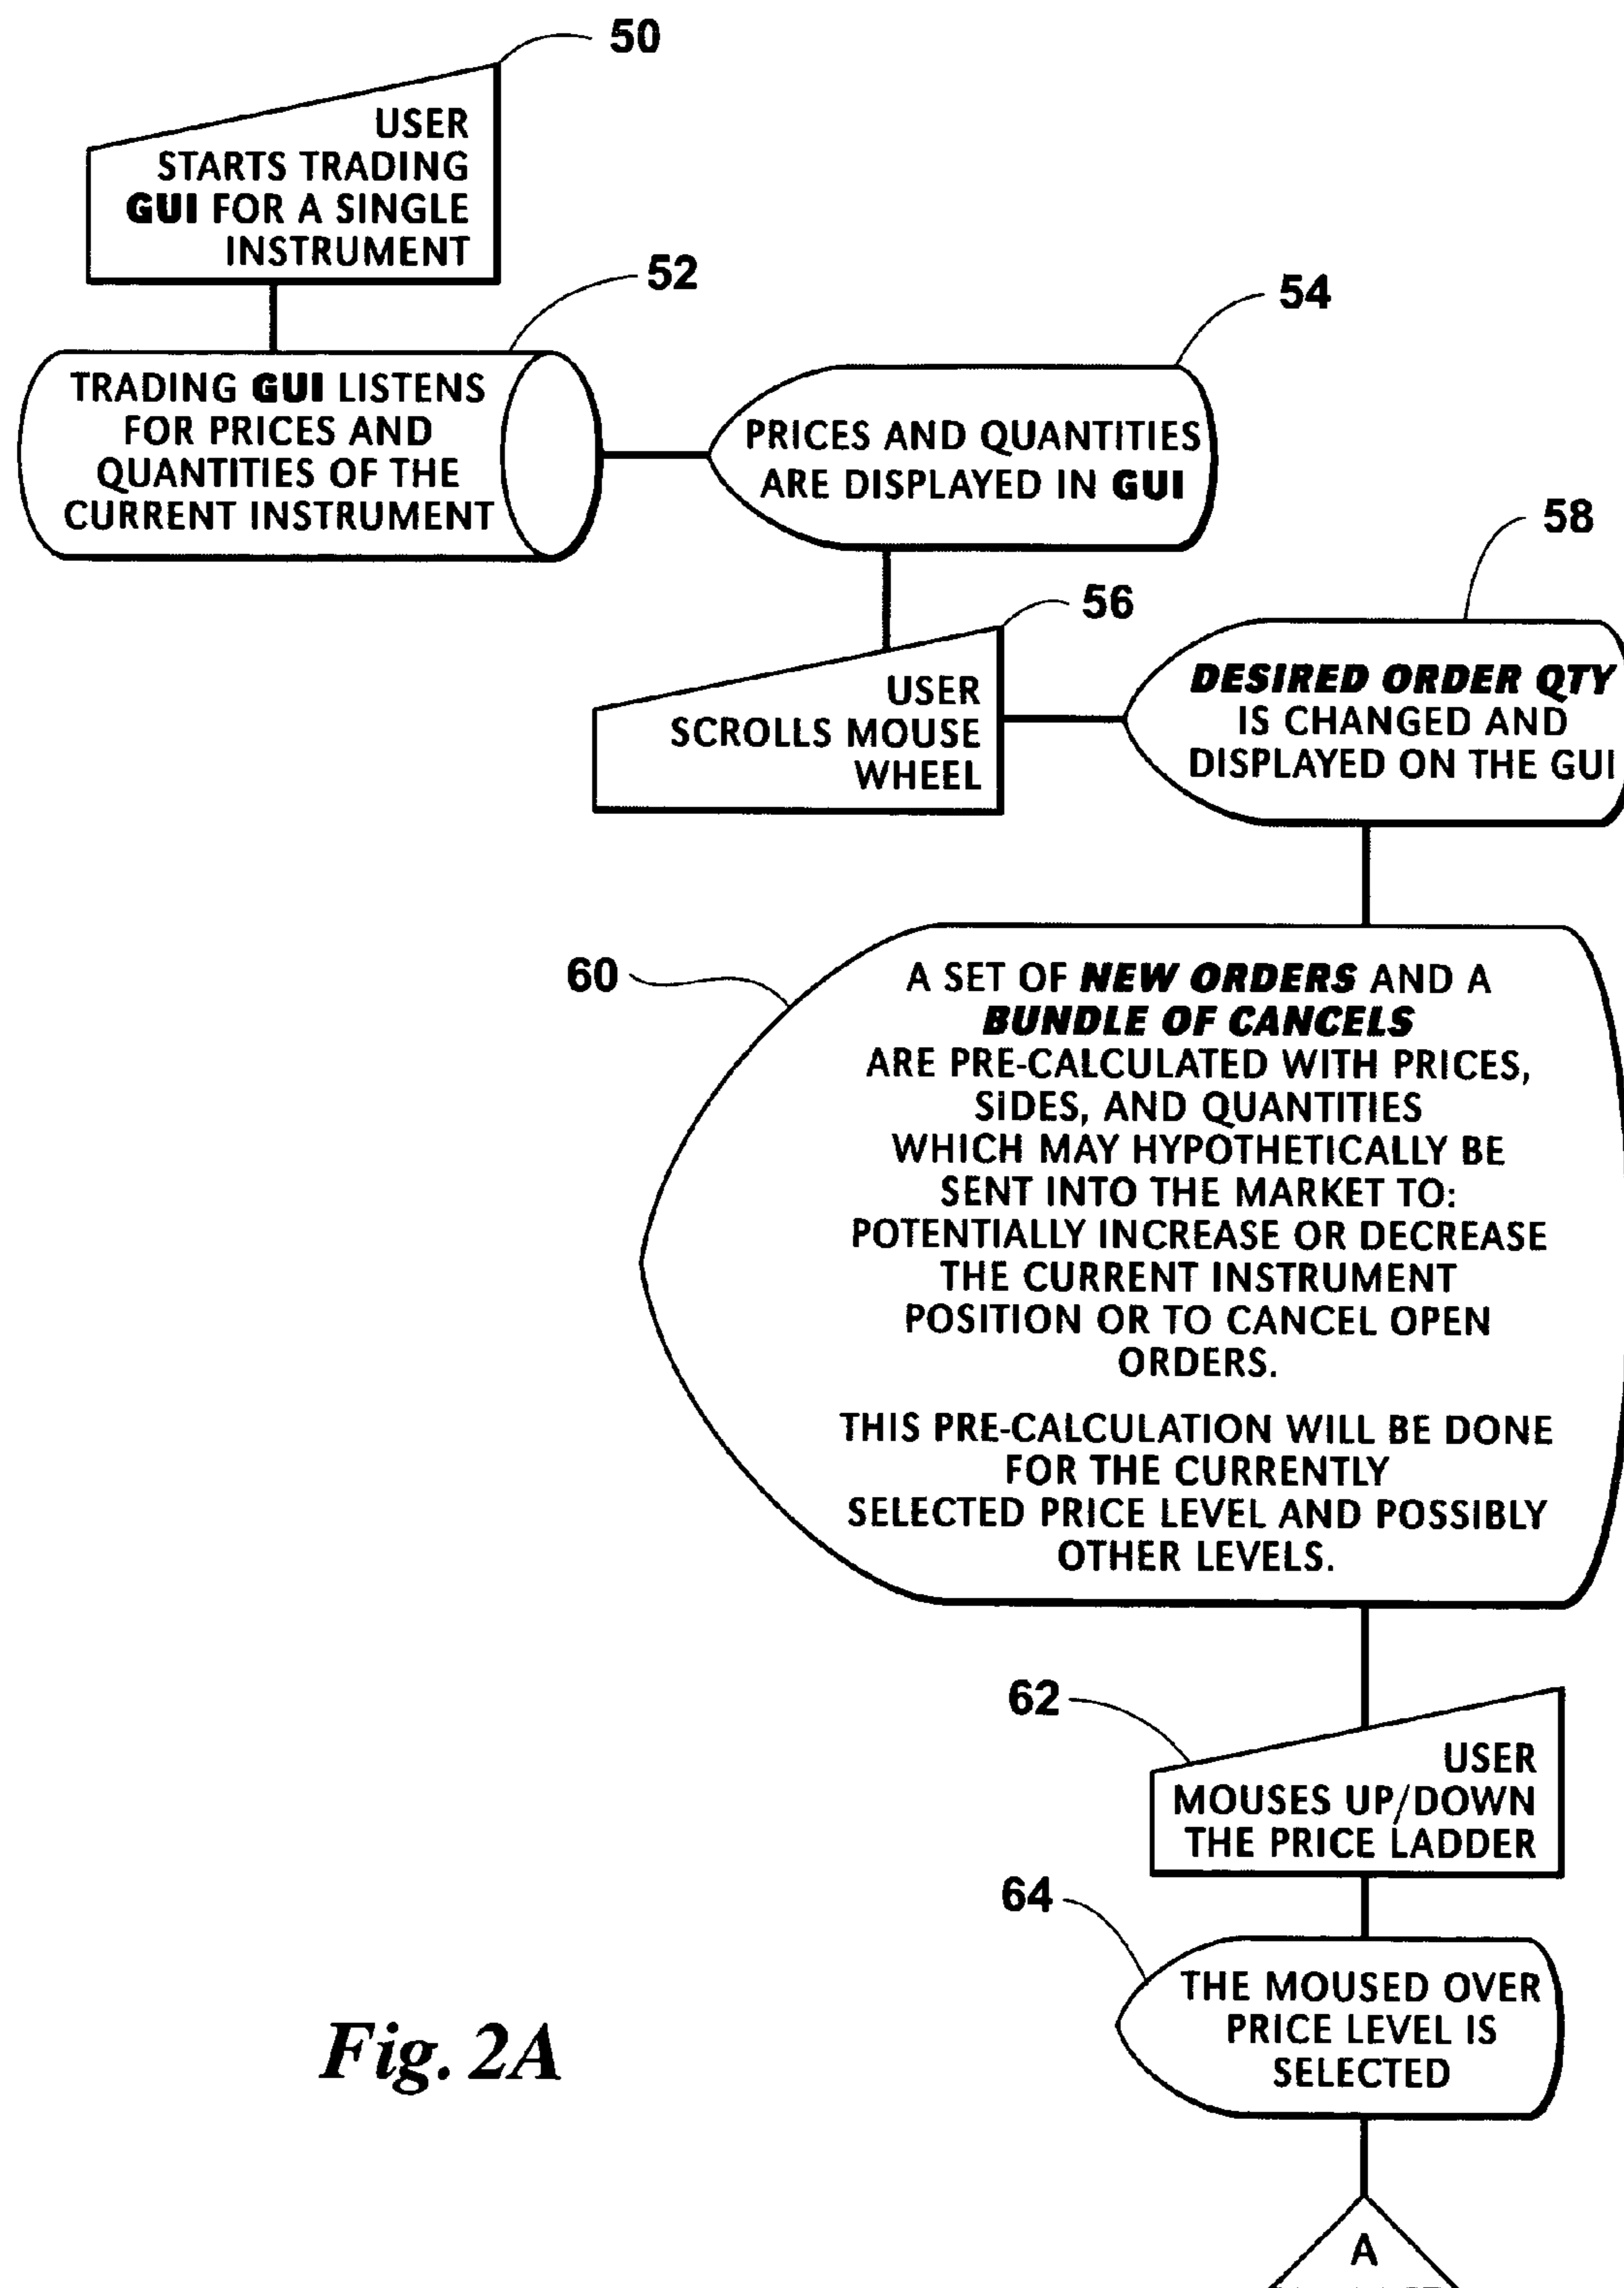 50
USER
STARTS TRADING
GUI FOR A SINGLE
INSTRUMENT
52
TRADING GUI LISTENS
FOR PRICES AND
QUANTITIES OF THE
CURRENT INSTRUMENT
54
PRICES AND QUANTITIES
ARE DISPLAYED IN GUI
56
USER
SCROLLS MOUSE
WHEEL
58
DESIRED ORDER QTY
IS CHANGED AND
DISPLAYED ON THE GUI
60
A SET OF NEW ORDERS AND A
BUNDLE OF CANCELS
ARE PRE-CALCULATED WITH PRICES,
SIDES, AND QUANTITIES
WHICH MAY HYPOTHETICALLY BE
SENT INTO THE MARKET TO:
POTENTIALLY INCREASE OR DECREASE
THE CURRENT INSTRUMENT
POSITION OR TO CANCEL OPEN
ORDERS.
THIS PRE-CALCULATION WILL BE DONE
FOR THE CURRENTLY
SELECTED PRICE LEVEL AND POSSIBLY
OTHER LEVELS.
62
USER
MOUSES UP/DOWN
THE PRICE LADDER
64
THE MOUSED OVER
PRICE LEVEL IS
SELECTED
A
Fig. 2A